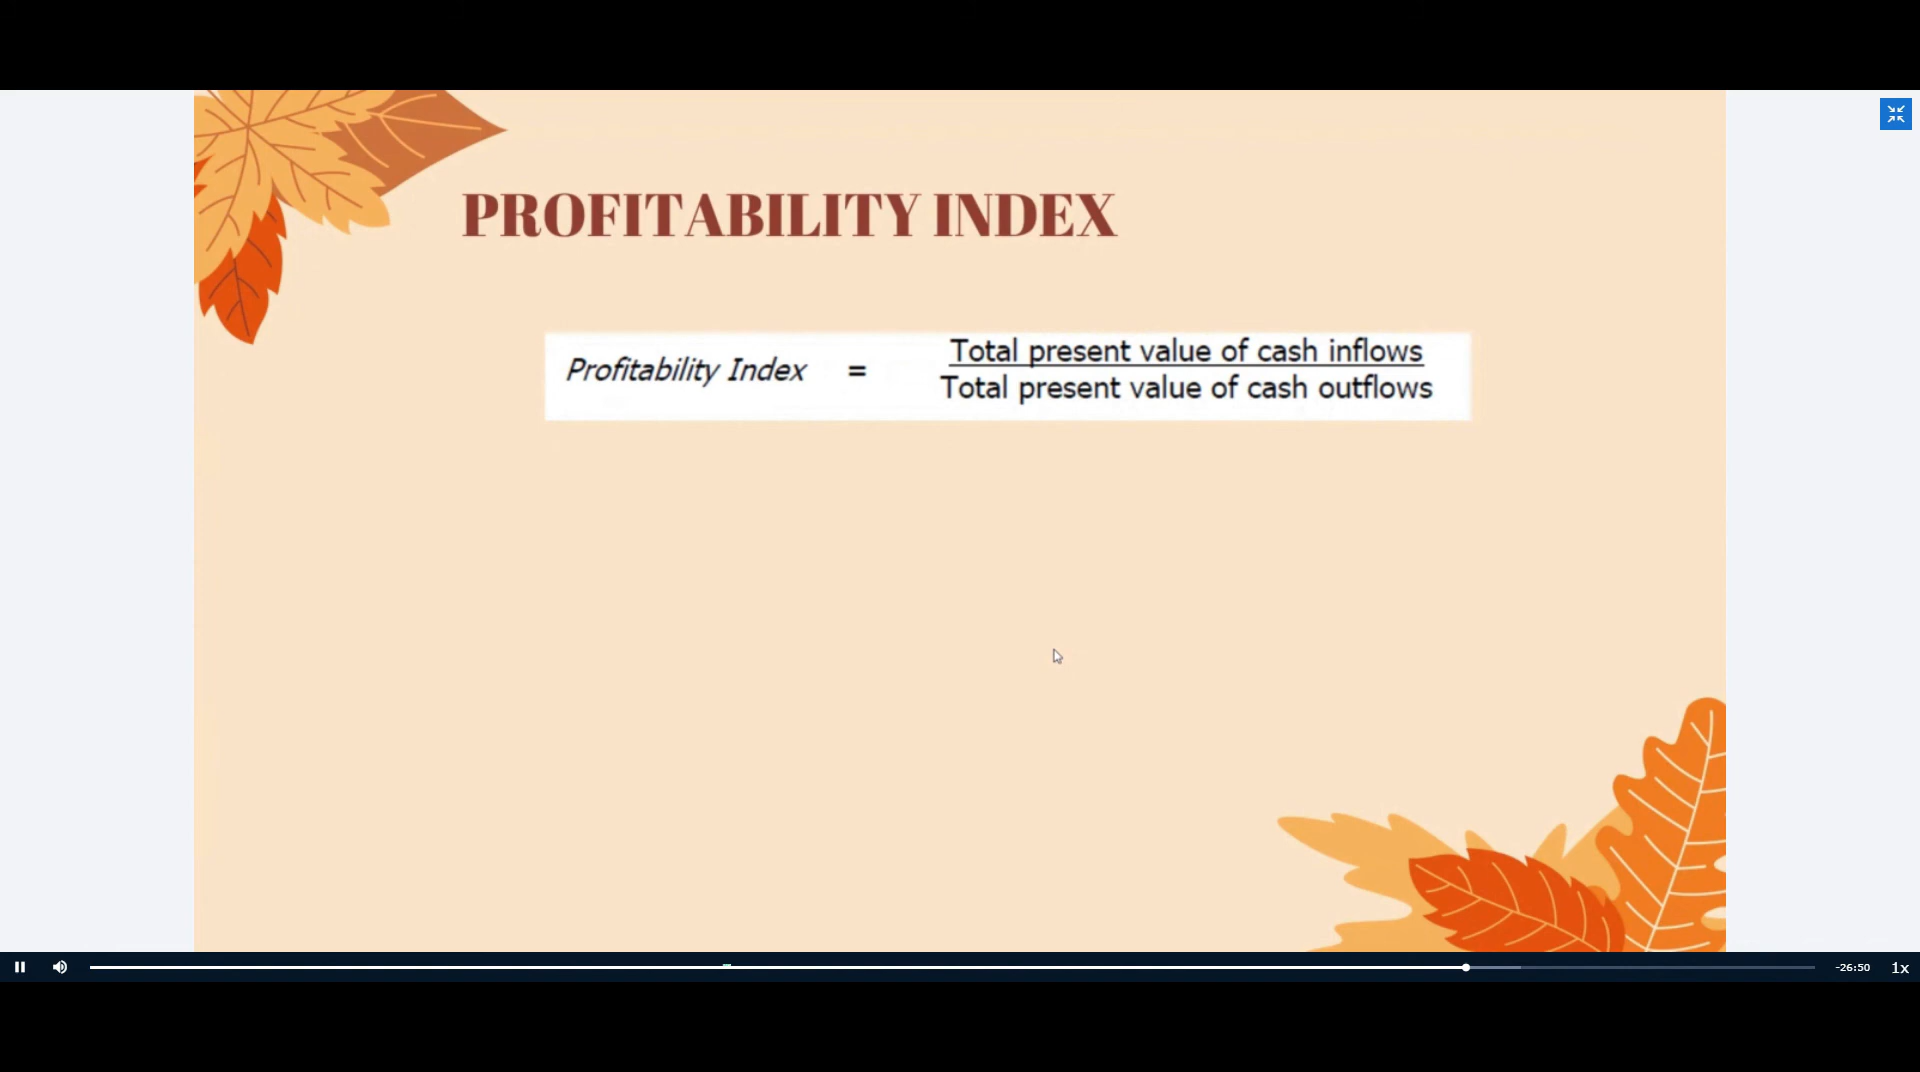 PROFITABILITY INDEX
Profitability Index = Total present value of cash inflows
Total present value of cash outflows
-26:50 1x